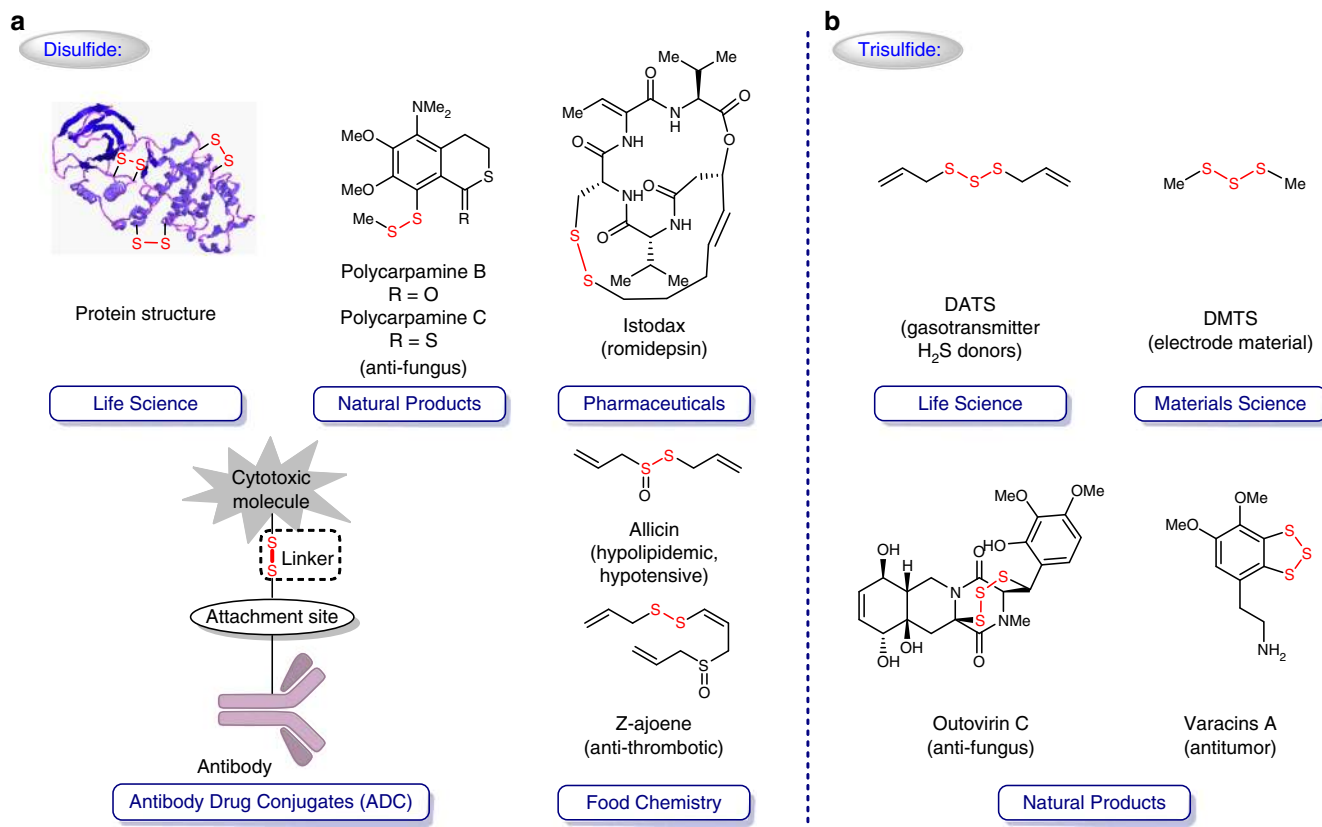 a
Disulfide:
S S
S S
S S
Protein structure
Life Science
NMe2
MeO
MeO
S
Me S
S
R
Polycarpamine B
R = O
Polycarpamine C
R = S
(anti-fungus)
Natural Products
Me Me
O
Me N H O
O NH O
NH O
O NH
S
S Me Me
Istodax
(romidepsin)
Pharmaceuticals
Cytotoxic
molecule
S
S
Linker
Attachment site
Antibody
Antibody Drug Conjugates (ADC)
S
S
O
Allicin
(hypolipidemic,
hypotensive)
S
S
S
O
Z-ajoene
(anti-thrombotic)
Food Chemistry
b
Trisulfide:
S S S
DATS
(gasotransmitter
H2S donors)
Life Science
Me S S S Me
DMTS
(electrode material)
Materials Science
MeO OMe
HO
OH H O S
N S
S NMe
OH OH O
Outovirin C
(anti-fungus)
OMe
MeO S
S
S
NH2
Varacins A
(antitumor)
Natural Products